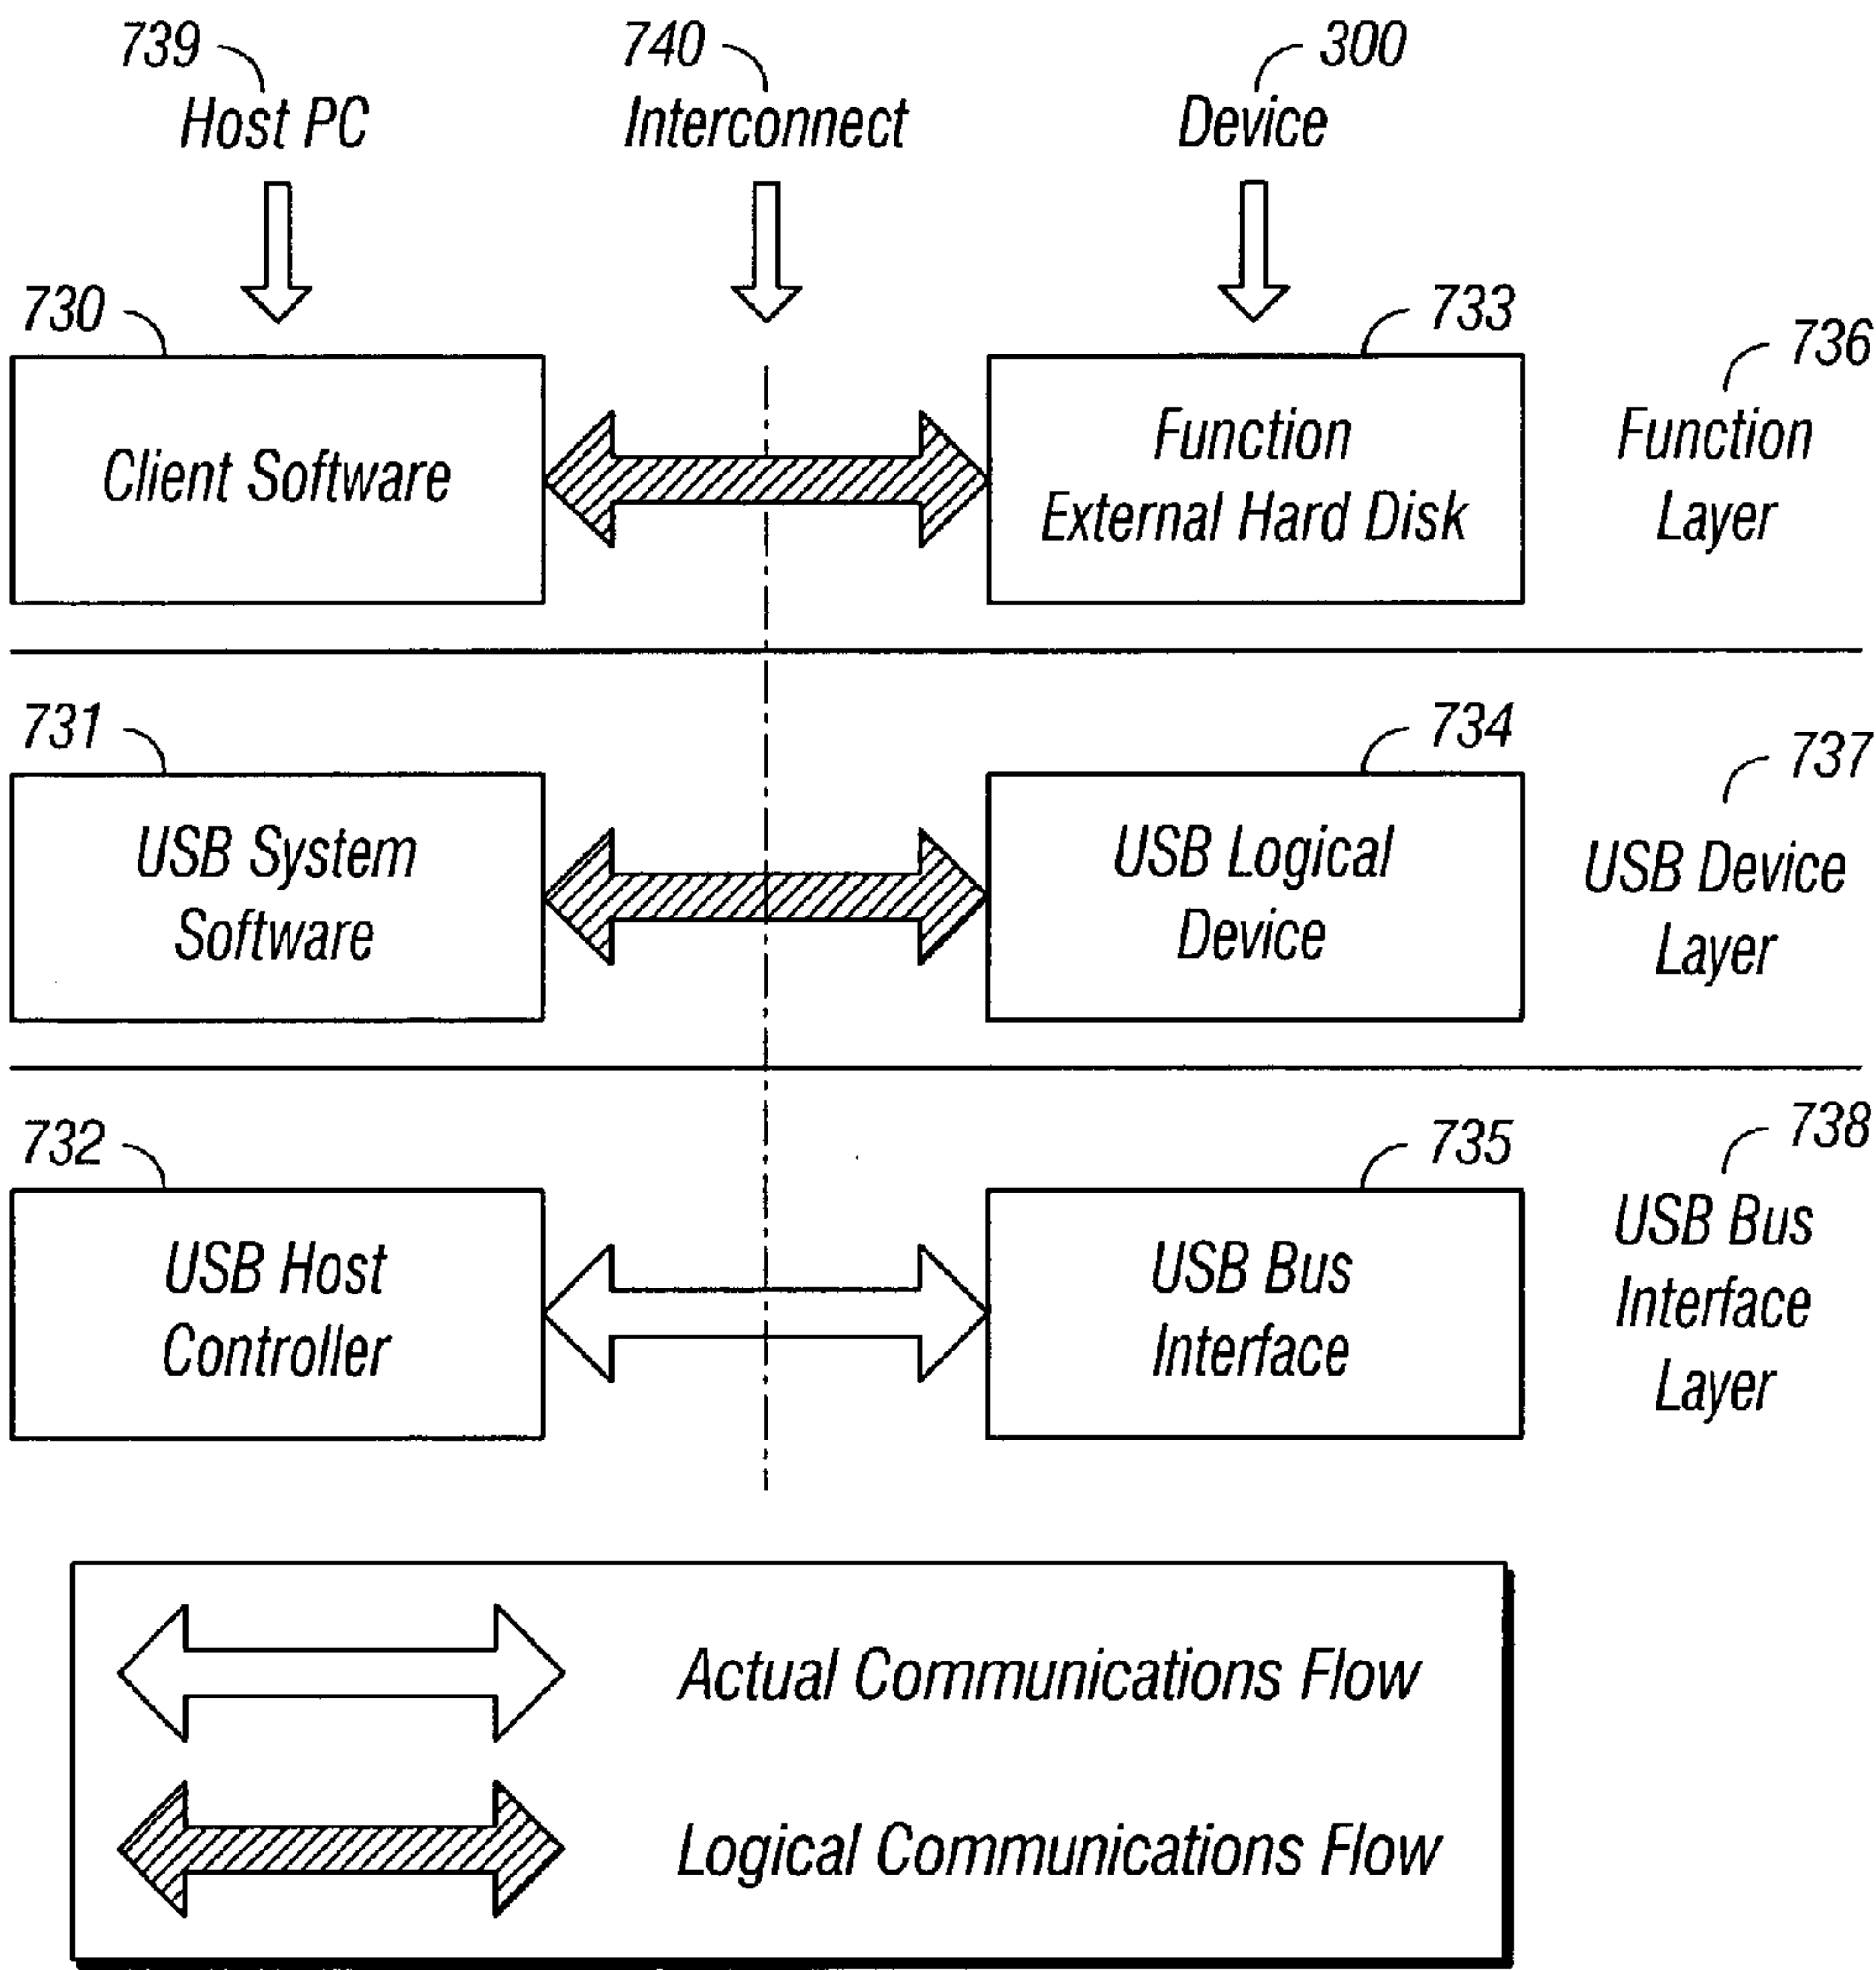 739 740 300
Host PC Interconnect Device
730 733
736
Client Software
Function
External Hard Disk
Function
Layer
731 734
737
USB System
Software
USB Logical
Device
USB Device
Layer
732 735
738
USB Host
Controller
USB Bus
Interface
USB Bus
Interface
Layer
Actual Communications Flow
Logical Communications Flow